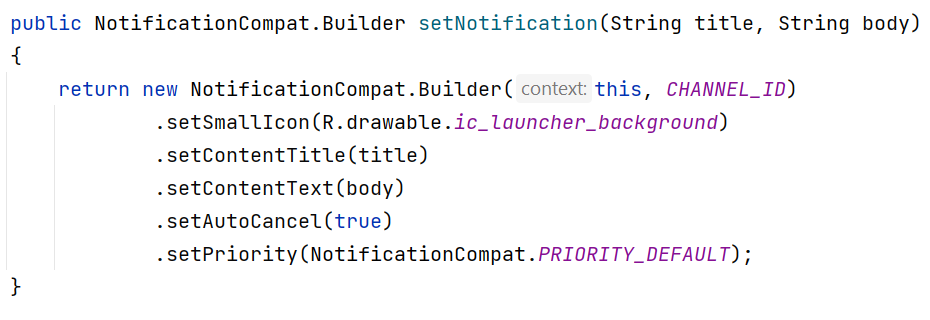 public NotificationCompat.Builder setNotification(String title, String body)
{
    return new NotificationCompat.Builder( context: this, CHANNEL_ID)
            .setSmallIcon(R.drawable.ic_launcher_background)
            .setContentTitle(title)
            .setContentText(body)
            .setAutoCancel(true)
            .setPriority(NotificationCompat.PRIORITY_DEFAULT);
}